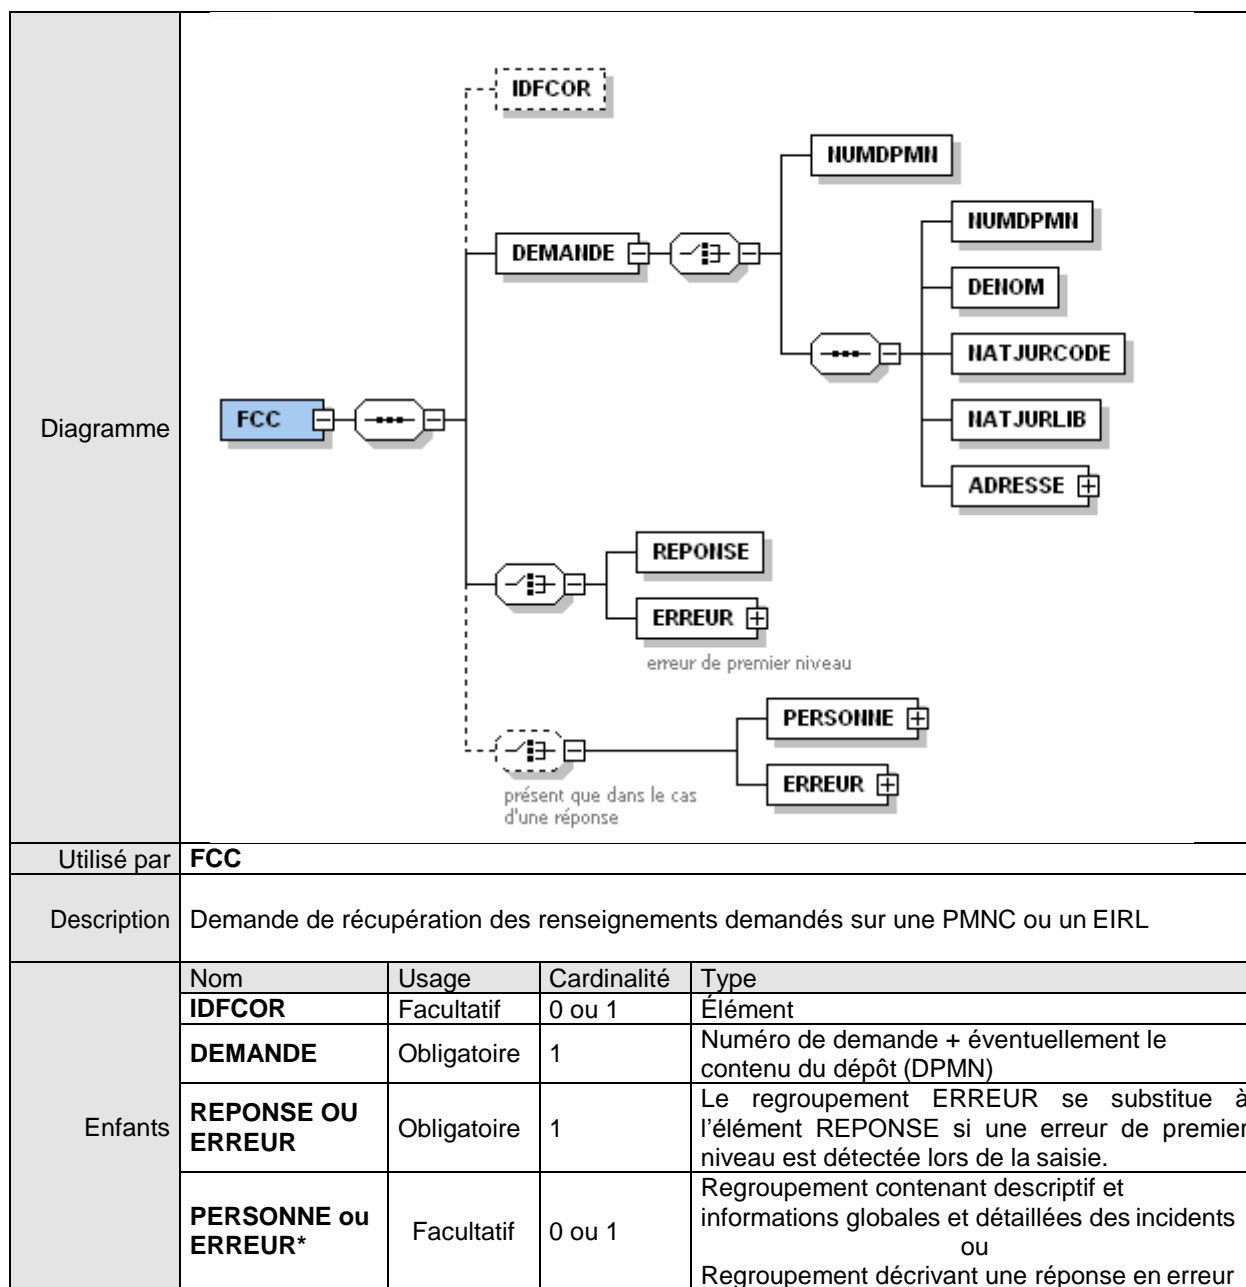 IDFCOR
NUMDPMN
NUMDPMN
DEMANDE
DENOM
NATJURCODE
Diagramme
FCC
NATJURLIB
ADRESSE
REPONSE
ERREUR
erreur de premier niveau
PERSONNE
ERREUR
présent que dans le cas
d'une réponse
Utilisé par FCC
Description Demande de récupération des renseignements demandés sur une PMNC ou un EIRL
Enfants
Nom Usage Cardinalité Type
IDFCOR Facultatif 0 ou 1 Élément
DEMANDE Obligatoire 1 Numéro de demande + éventuellement le
contenu du dépôt (DPMN)
REPONSE OU
ERREUR Obligatoire 1 Le regroupement ERREUR se substitue à
l'élément REPONSE si une erreur de premier
niveau est détectée lors de la saisie.
PERSONNE ou
ERREUR* Facultatif 0 ou 1 Regroupement contenant descriptif et
informations globales et détaillées des incidents
ou
Regroupement décrivant une réponse en erreur